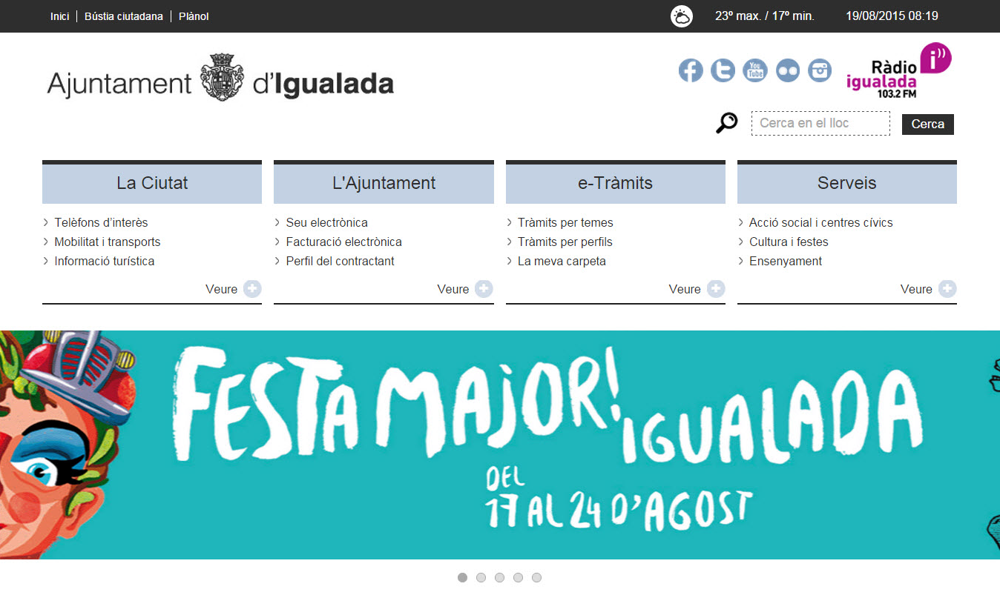 Inici Bústia ciutadana Plànol 23º max. / 17º min. 19/08/2015 08:19
Ajuntament d'Igualada
You Tube
Ràdio
igualada
103.2 FM
Cerca en el lloc Cerca
La Ciutat
Telèfons d’interès
Mobilitat i transports
Informació turística
Veure
L'Ajuntament
Seu electrònica
Facturació electrònica
Perfil del contractant
Veure
e-Tràmits
Tràmits per temes
Tràmits per perfils
La meva carpeta
Veure
Serveis
Acció social i centres cívics
Cultura i festes
Ensenyament
Veure
FESTA MAJOR! IGUALADA
DEL
17 AL 24 D'AGOST